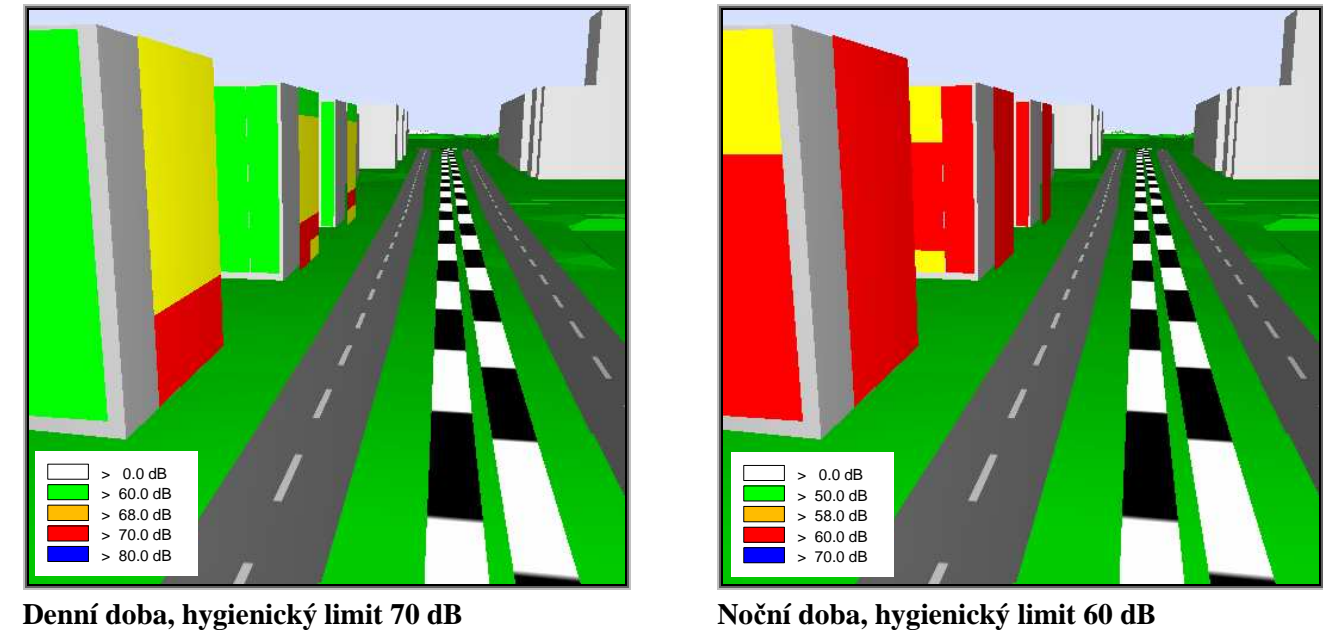 > 0.0 dB
> 60.0 dB
> 68.0 dB
> 70.0 dB
> 80.0 dB
Denní doba, hygienický limit 70 dB
> 0.0 dB
> 50.0 dB
> 58.0 dB
> 60.0 dB
> 70.0 dB
Noční doba, hygienický limit 60 dB